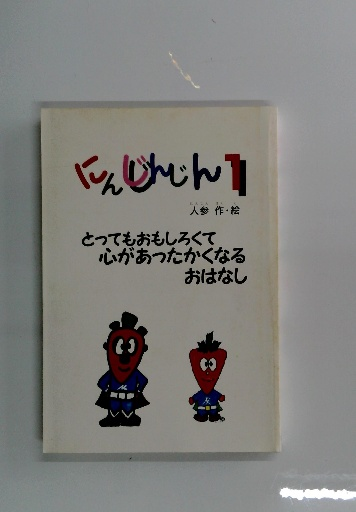 にんじんじん1
人参 作・絵
とってもおもしろくて
心があったかくなる
おはなし